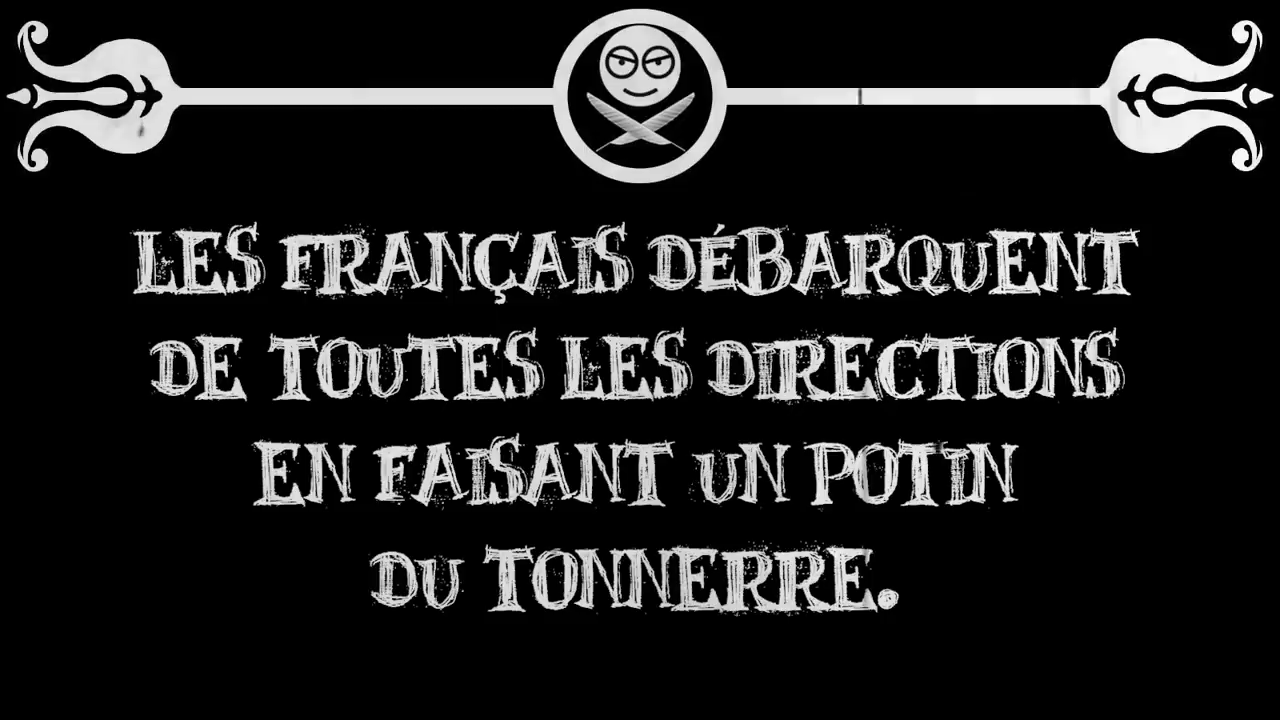 LES FRANÇAIS DÉBARQUENT
DE TOUTES LES DIRECTIONS
EN FAISANT UN POTIN
DU TONNERRE.